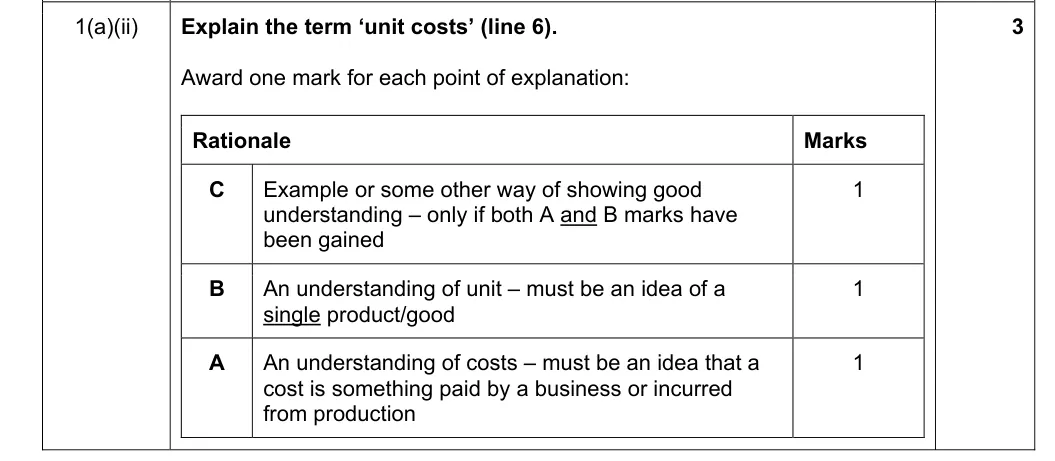 1(a)(ii) Explain the term ‘unit costs’ (line 6). 3
Award one mark for each point of explanation:
Rationale Marks
C Example or some other way of showing good 1
understanding – only if both A and B marks have
been gained
B An understanding of unit – must be an idea of a 1
single product/good
A An understanding of costs – must be an idea that a 1
cost is something paid by a business or incurred
from production